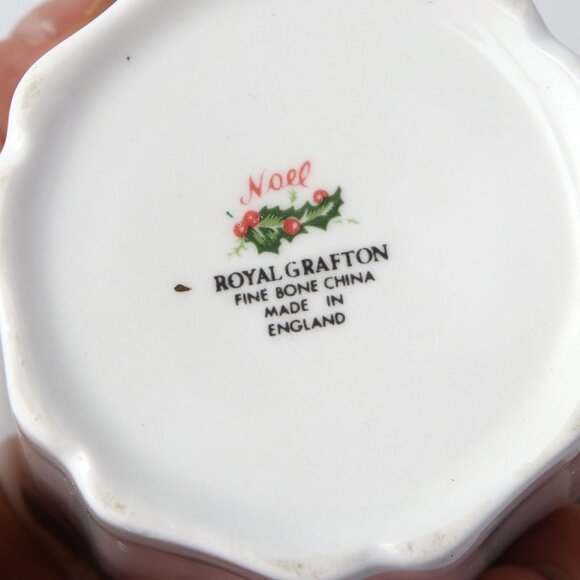 Noel
ROYAL GRAFTON
FINE BONE CHINA
MADE IN
ENGLAND